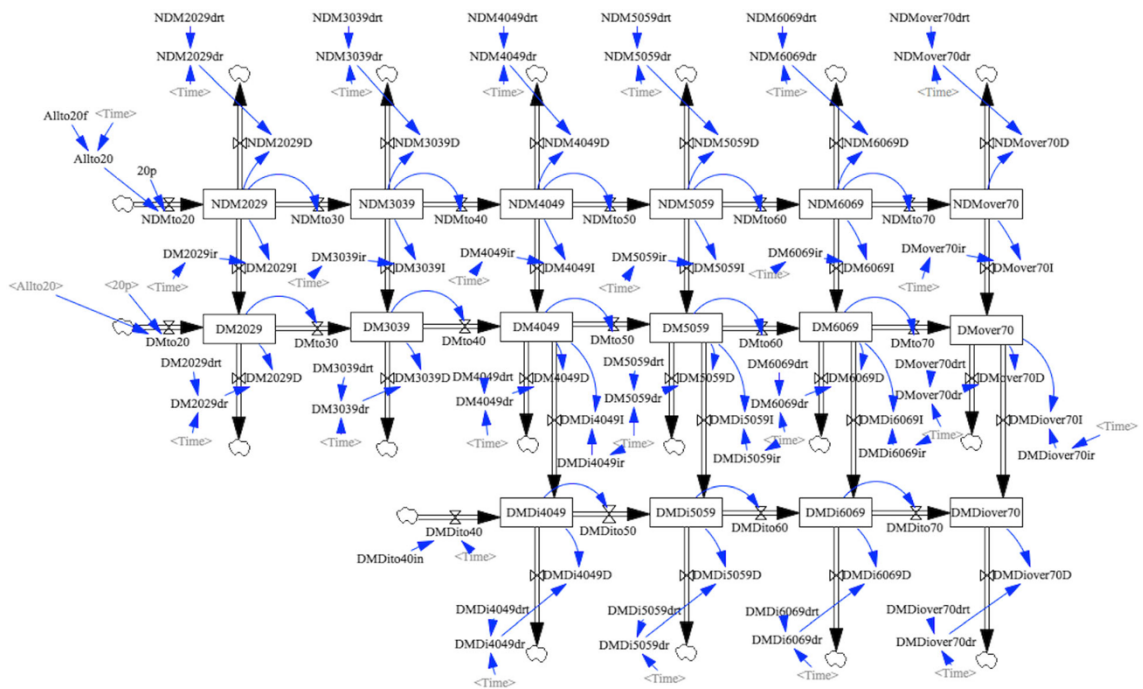 NDM2029drt NDM3039drt NDM4049drt NDM5059drt NDM6069drt NDMover70drt
NDM2029dr NDM3039dr NDM4049dr NDM5059dr NDM6069dr NDMover70dr
<Time> <Time> <Time> <Time> <Time> <Time>
Allto20f <Time>
NDM2029D NDM3039D NDM4049D NDM5059D NDM6069D NDMover70D
Allto20
20p
NDM2029 NDM3039 NDM4049 NDM5059 NDM6069 NDMover70
NDMto20 NDMto30 NDMto40 NDMto50 NDMto60 NDMto70
DM2029ir DM3039ir DM4049ir DM5059ir DM6069ir DMover70ir
DM2029I DM3039I DM4049I DM5059I DM6069I DMover70I
<Time> <Time> <Time> <Time> <Time> <Time>
<Allto20> <20p>
DM2029 DM3039 DM4049 DM5059 DM6069 DMover70
DMto20 DMto30 DMto40 DMto50 DMto60 DMto70
DM2029drt DM3039drt DM4049drt DM5059drt DM6069drt DMover70drt
DM2029D DM3039D DM4049D DM5059D DM6069D DMover70D
DM2029dr DM3039dr DM4049dr DM5059dr DM6069dr DMover70dr
DMDi4049I DMDi5059I DMDi6069I DMDiover70I
<Time> <Time> <Time> <Time> <Time> <Time> <Time>
DMDi4049ir DMDi5059ir DMDi6069ir DMDiover70ir
DMDi4049 DMDi5059 DMDi6069 DMDiover70
DMDito40 DMDito50 DMDito60 DMDito70
DMDito40in <Time>
DMDi4049D DMDi5059D DMDi6069D DMDiover70D
DMDi4049drt DMDi5059drt DMDi6069drt DMDiover70drt
DMDi4049dr DMDi5059dr DMDi6069dr DMDiover70dr
<Time> <Time> <Time> <Time>